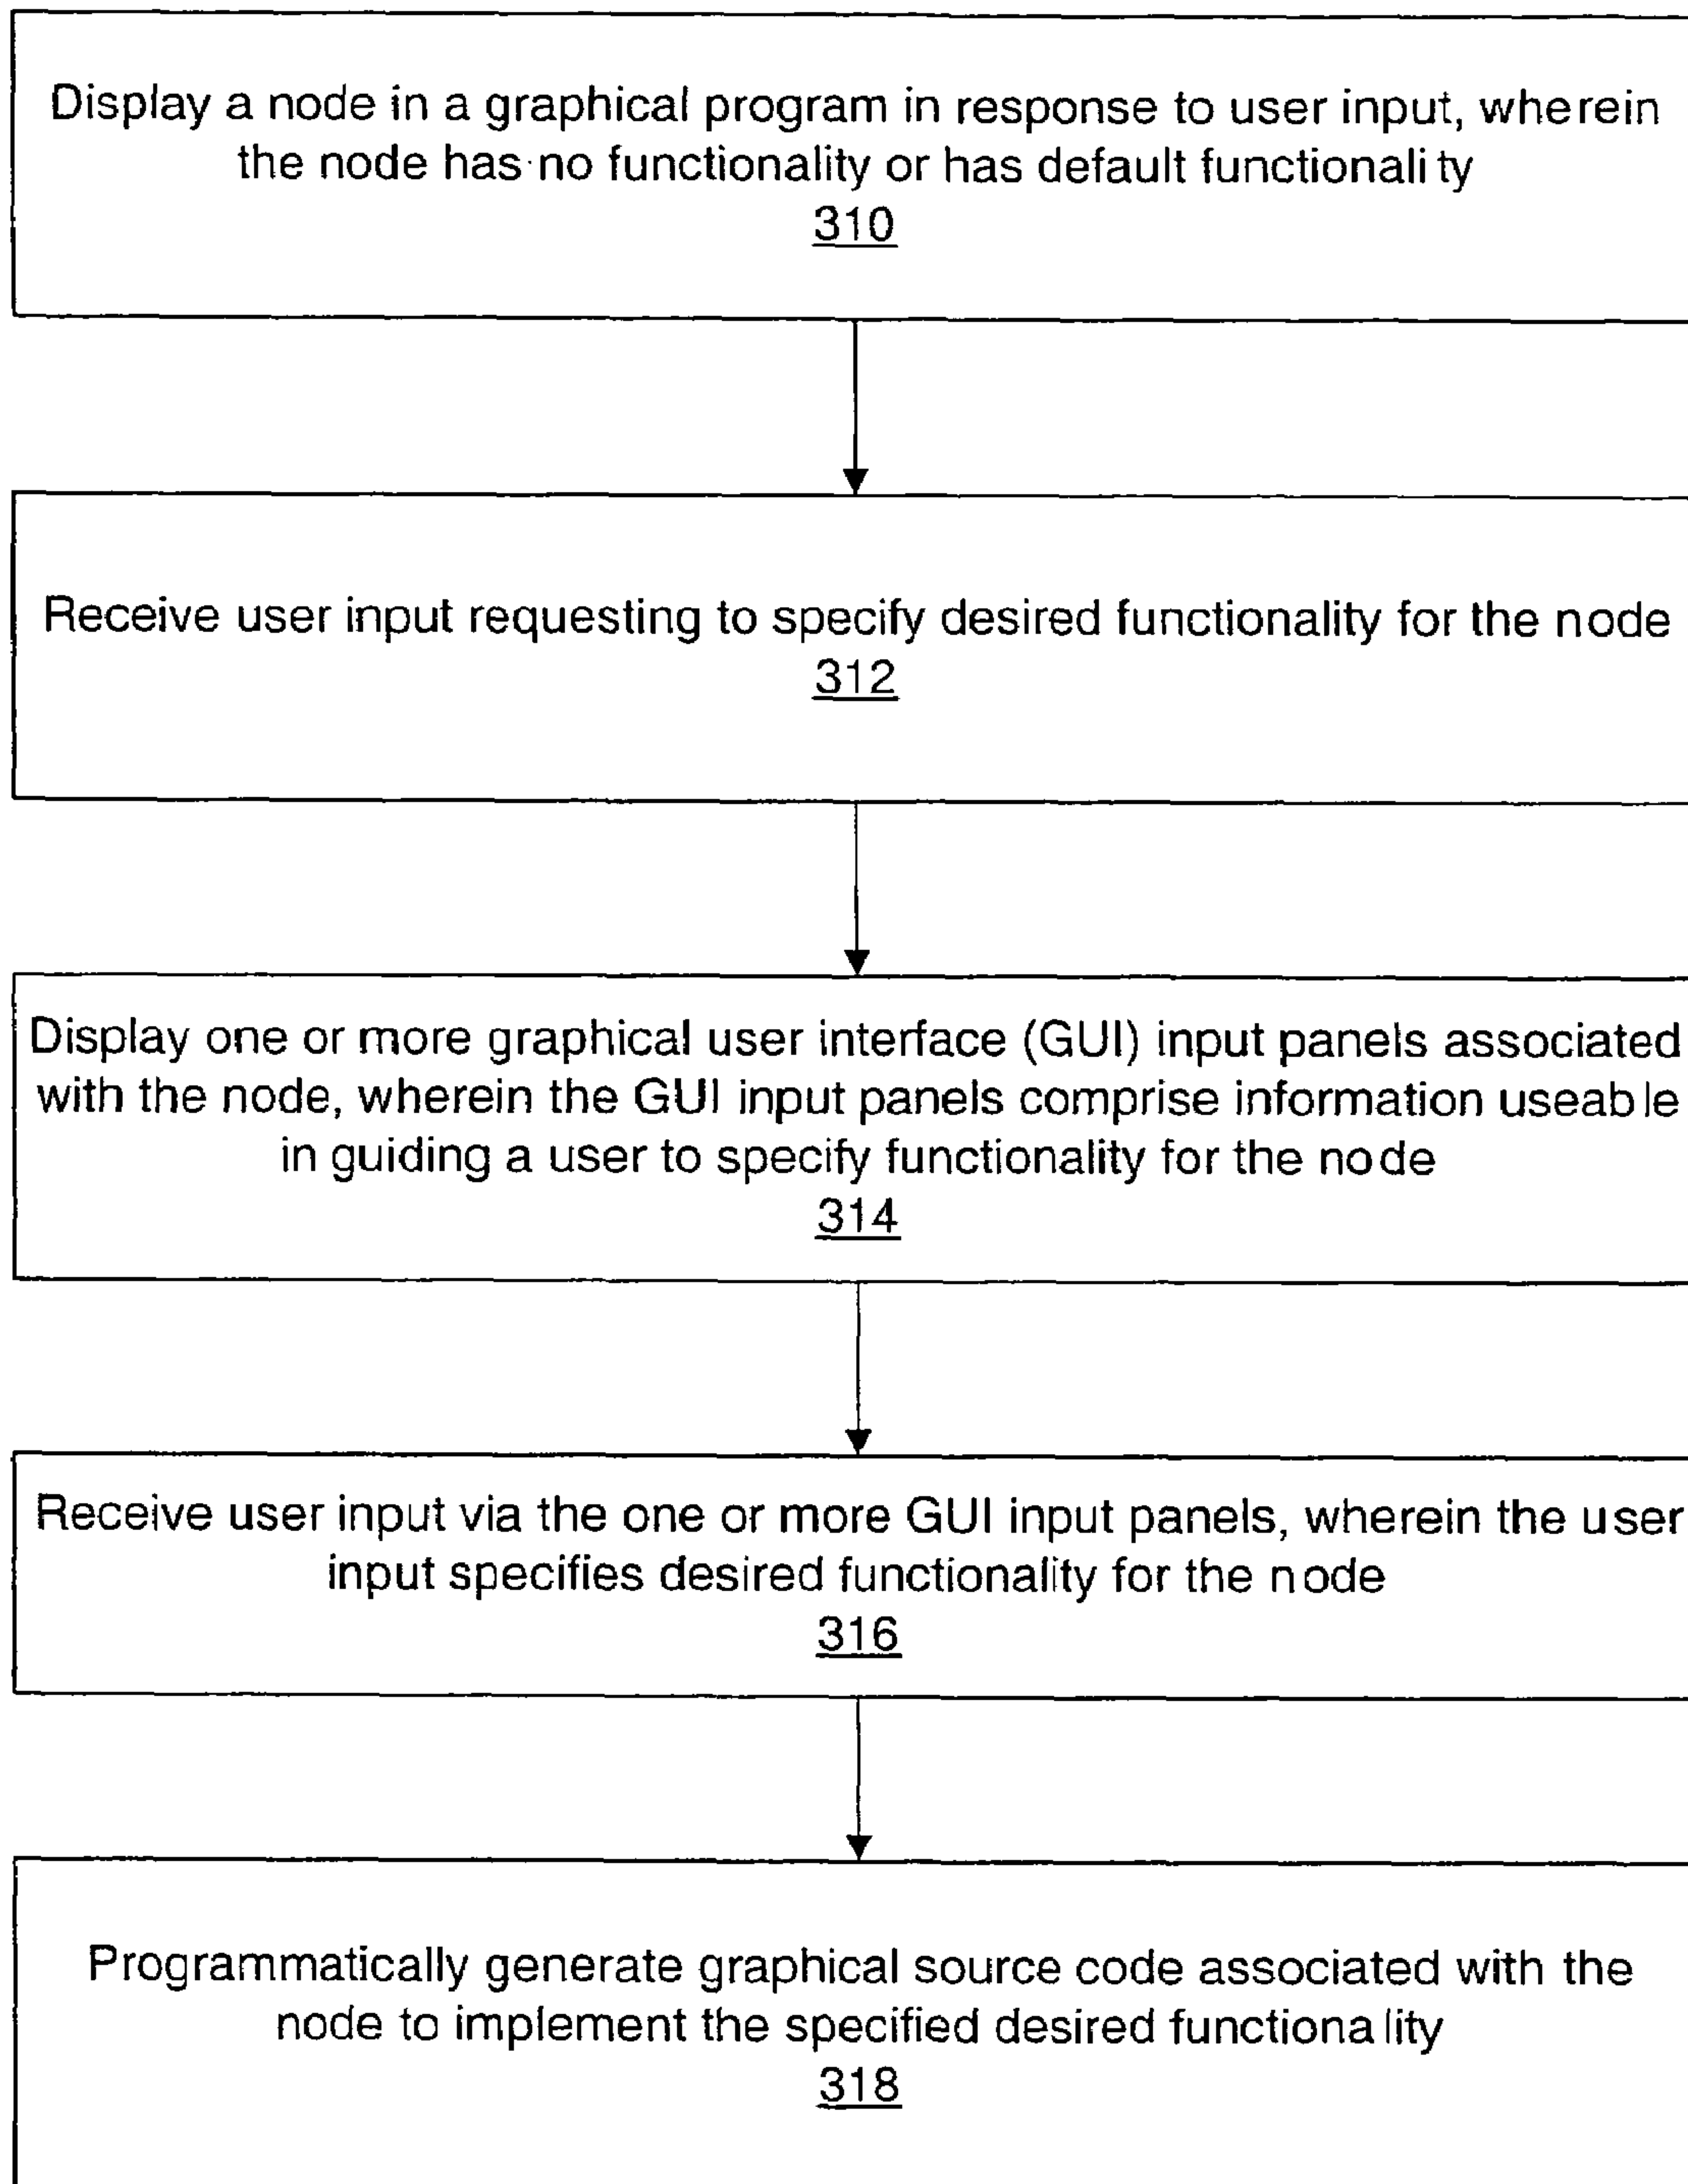 Display a node in a graphical program in response to user input, wherein
the node has no functionality or has default functionality
310
Receive user input requesting to specify desired functionality for the node
312
Display one or more graphical user interface (GUI) input panels associated
with the node, wherein the GUI input panels comprise information useable
in guiding a user to specify functionality for the node
314
Receive user input via the one or more GUI input panels, wherein the user
input specifies desired functionality for the node
316
Programmatically generate graphical source code associated with the
node to implement the specified desired functionality
318